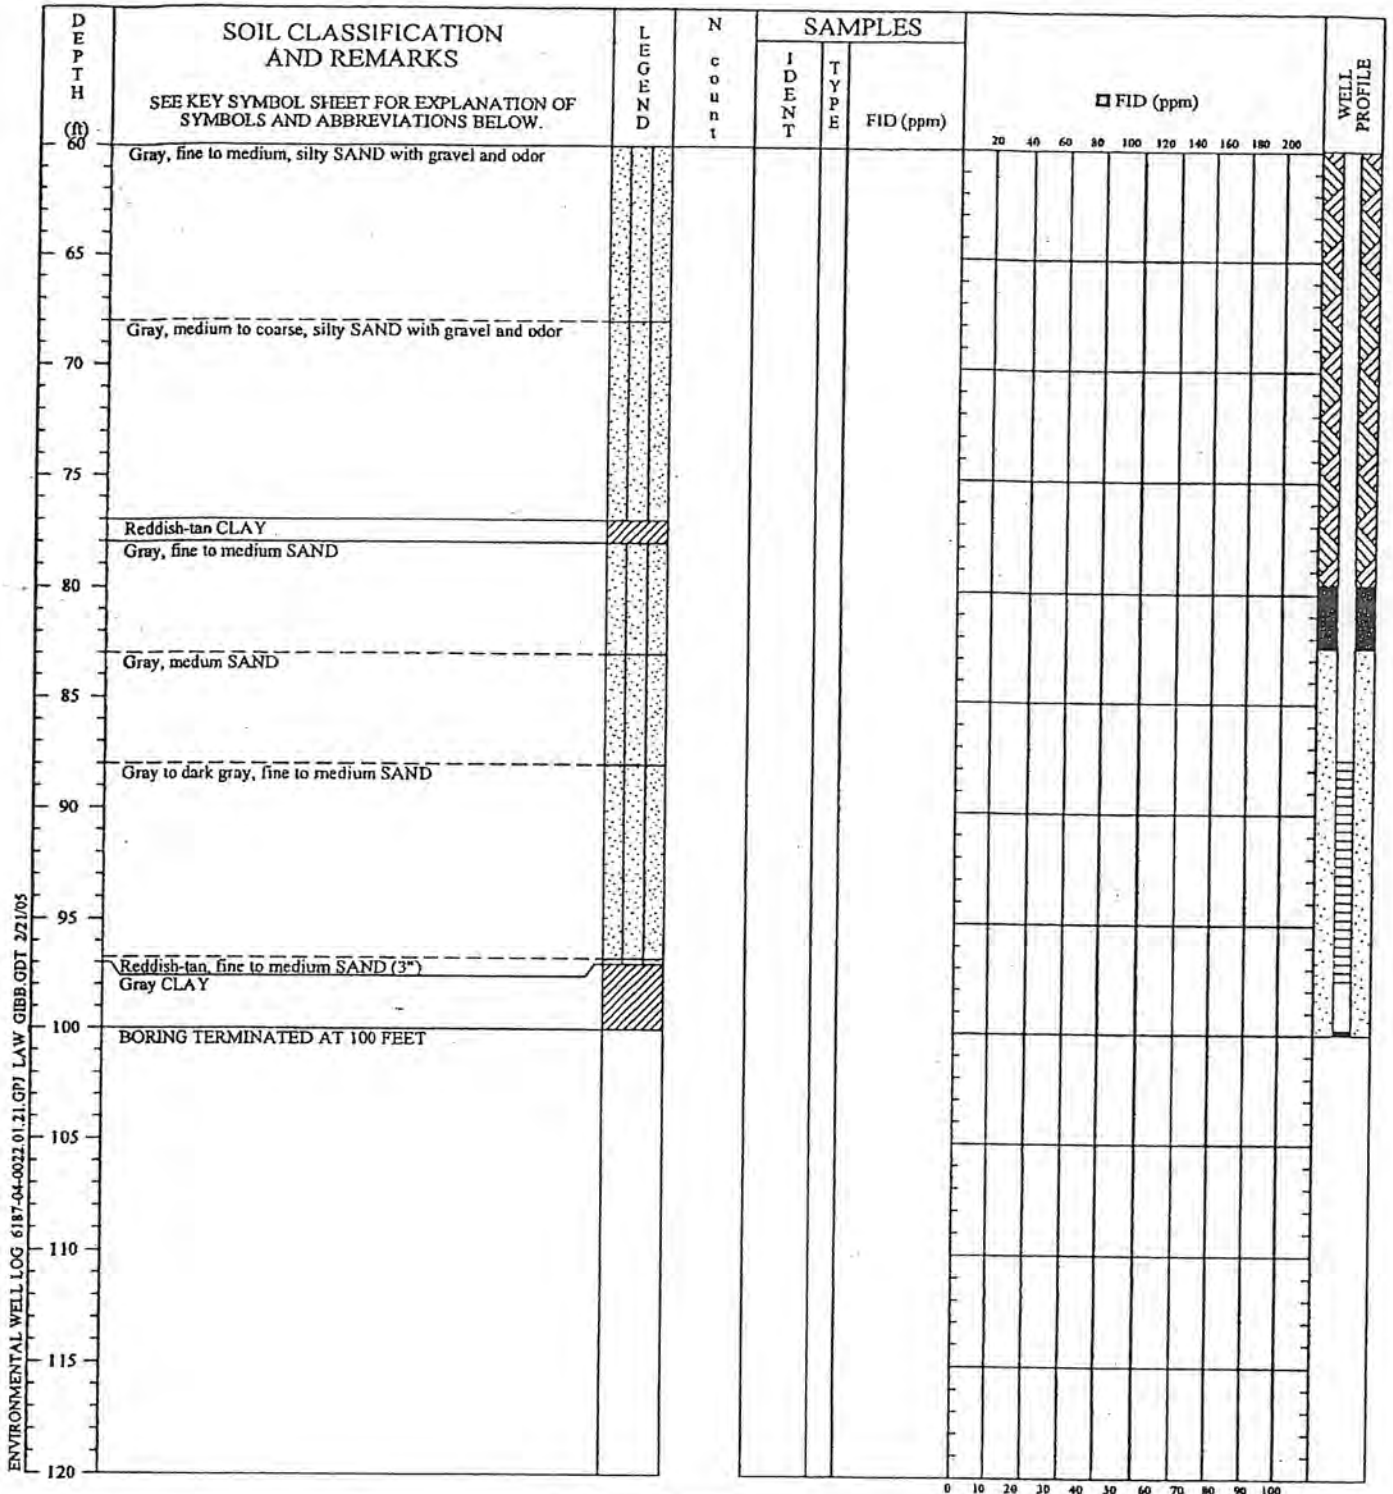 DEPTH
(ft)
SOIL CLASSIFICATION
AND REMARKS
SEE KEY SYMBOL SHEET FOR EXPLANATION OF
SYMBOLS AND ABBREVIATIONS BELOW.
LEGEND
N count
SAMPLES
IDENT
TYPE
FID (ppm)
FID (ppm)
20 40 60 80 100 120 140 160 180 200
WELL
PROFILE
60
Gray, fine to medium, silty SAND with gravel and odor
65
Gray, medium to coarse, silty SAND with gravel and odor
70
75
Reddish-tan CLAY
Gray, fine to medium SAND
80
Gray, medum SAND
85
Gray to dark gray, fine to medium SAND
90
95
Reddish-tan, fine to medium SAND (3")
Gray CLAY
100
BORING TERMINATED AT 100 FEET
105
110
115
120
0 10 20 30 40 50 60 70 80 90 100
ENVIRONMENTAL WELL LOG 6187-04-0022.01.21.GPJ LAW GIBB.GDT 2/21/05